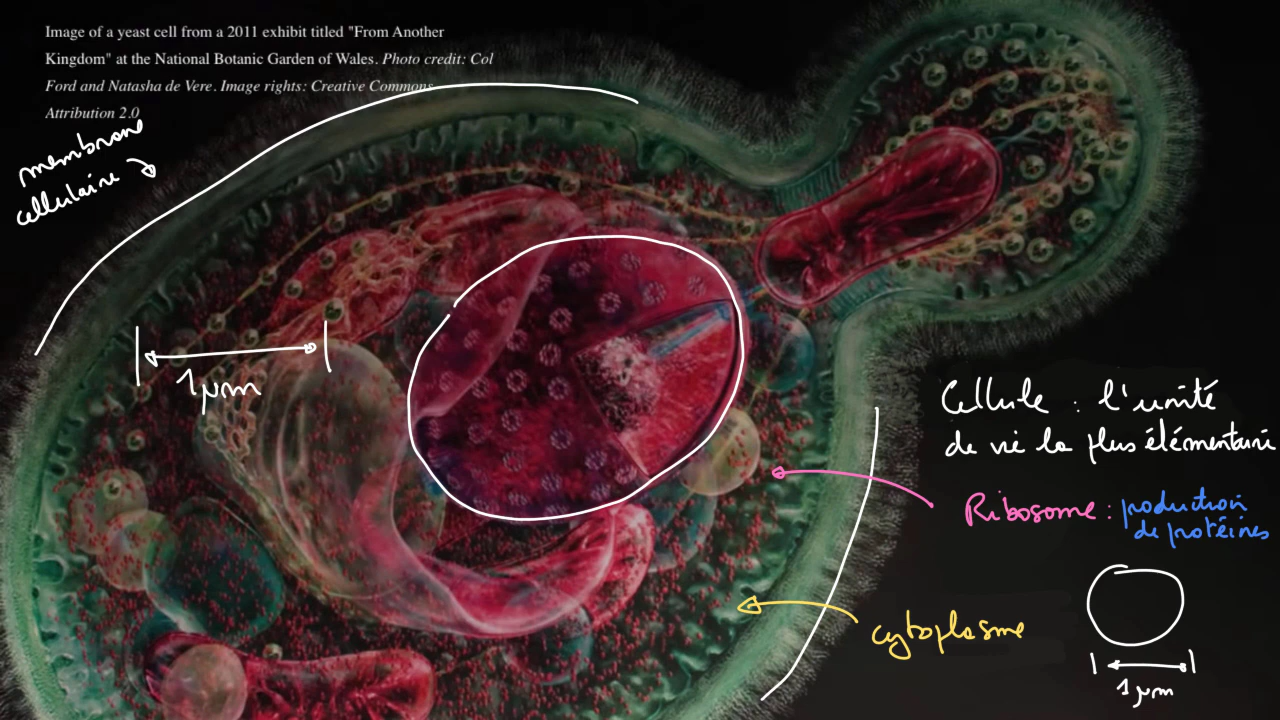 Image of a yeast cell from a 2011 exhibit titled "From Another
Kingdom" at the National Botanic Garden of Wales. Photo credit: Col
Ford and Natasha de Vere. Image rights: Creative Commons
Attribution 2.0
membrane
cellulaire
1µm
Cellule : l'unité
de vie la plus élémentaire
Ribosome : production
de protéines
cytoplasme
1µm